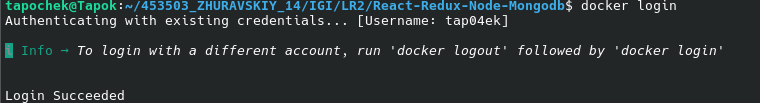 tapochek@Tapok:~/453503_ZHURAVSKIY_14/IGI/LR2/React-Redux-Node-Mongodb$ docker login
Authenticating with existing credentials... [Username: tap04ek]
i Info → To login with a different account, run 'docker logout' followed by 'docker login'
Login Succeeded